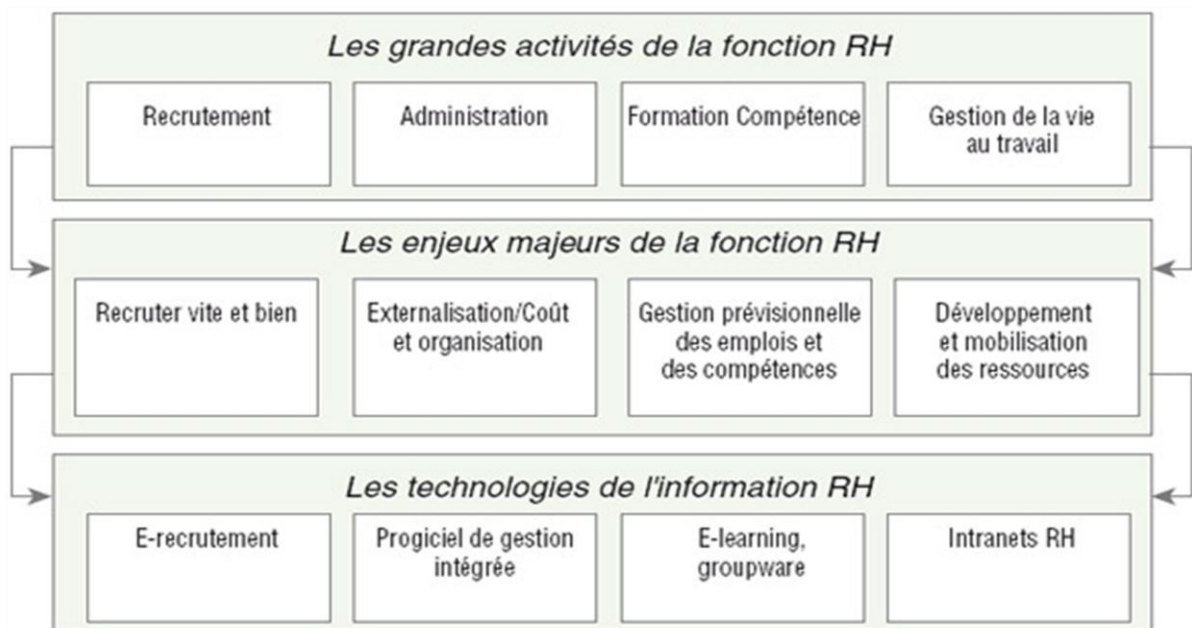 Les grandes activités de la fonction RH
Recrutement
Administration
Formation Compétence
Gestion de la vie
au travail
Les enjeux majeurs de la fonction RH
Recruter vite et bien
Externalisation/Coût
et organisation
Gestion prévisionnelle
des emplois et
des compétences
Développement
et mobilisation
des ressources
Les technologies de l'information RH
E-recrutement
Progiciel de gestion
intégrée
E-learning,
groupware
Intranets RH